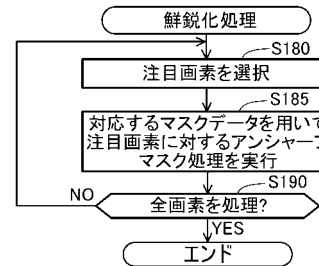 鮮鋭化処理
S180
注目画素を選択
S185
対応するマスクデータを用いて
注目画素に対するアンシャープ
マスク処理を実行
S190
NO
全画素を処理?
YES
エンド